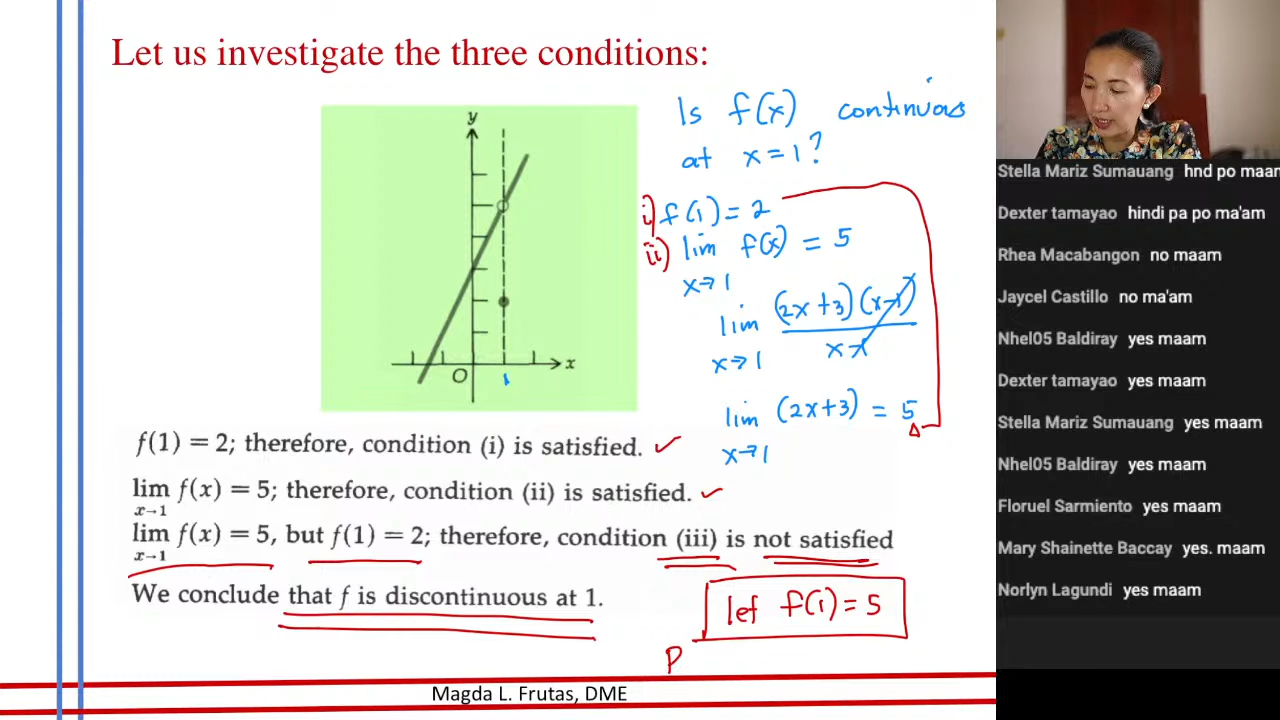 Let us investigate the three conditions:
y
O
x
1
Is f(x) continuous
at x=1?
i) f(1) = 2
ii) lim f(x) = 5
x→1
lim (2x+3)(x-1)
x→1 x-1
lim (2x+3) = 5
x→1
f(1) = 2; therefore, condition (i) is satisfied. ✓
lim f(x) = 5; therefore, condition (ii) is satisfied. ✓
x→1
lim f(x) = 5, but f(1) = 2; therefore, condition (iii) is not satisfied
x→1
We conclude that f is discontinuous at 1.
let f(1) = 5
P
Magda L. Frutas, DME
Stella Mariz Sumauang hnd po maam
Dexter tamayao hindi pa po ma'am
Rhea Macabangon no maam
Jaycel Castillo no ma'am
Nhel05 Baldiray yes maam
Dexter tamayao yes maam
Stella Mariz Sumauang yes maam
Nhel05 Baldiray yes maam
Floruel Sarmiento yes maam
Mary Shainette Baccay yes. maam
Norlyn Lagundi yes maam